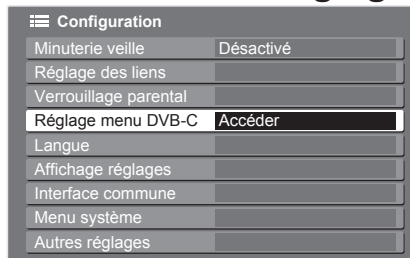 Configuration
Minuterie veille Désactivé
Réglage des liens
Verrouillage parental
Réglage menu DVB-C Accéder
Langue
Affichage réglages
Interface commune
Menu système
Autres réglages